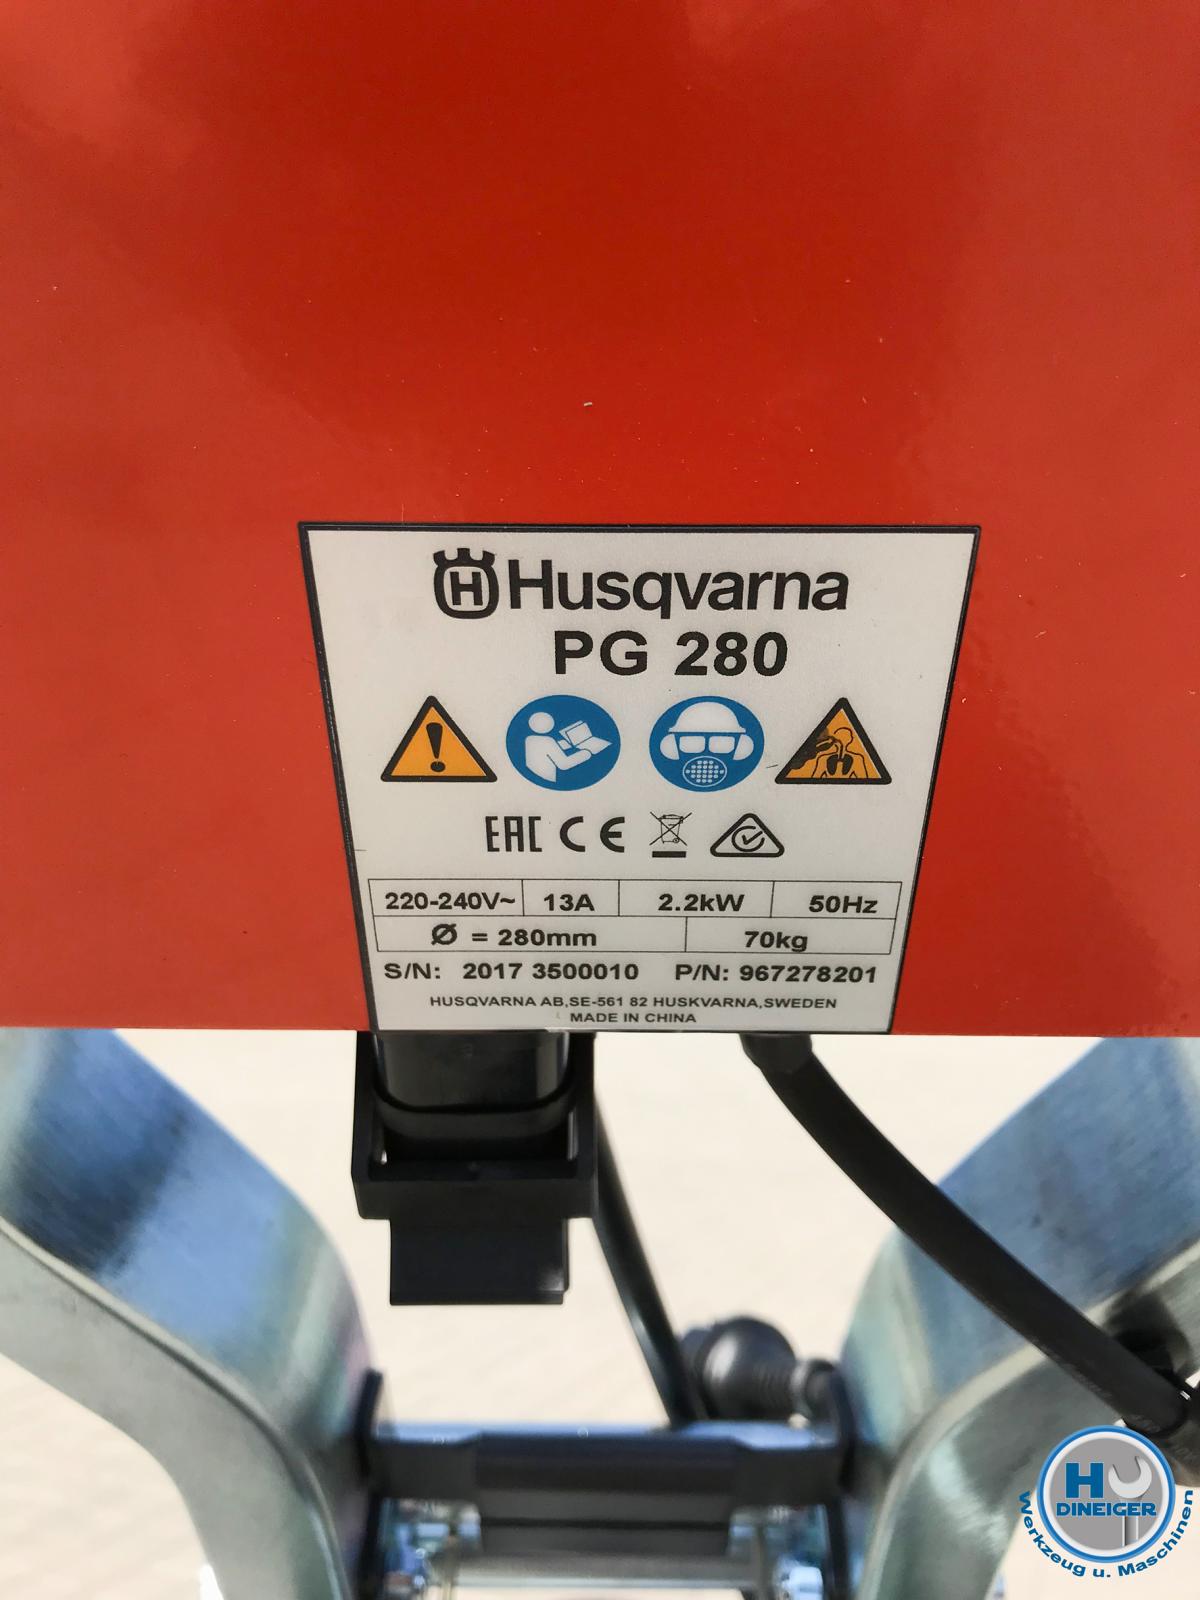 H Husqvarna
PG 280
EAC CE
220-240V~ 13A 2.2kW 50Hz
Ø = 280mm 70kg
S/N: 2017 3500010 P/N: 967278201
HUSQVARNA AB,SE-561 82 HUSKVARNA,SWEDEN
MADE IN CHINA
H
DINEIGER
Werkzeug u. Maschinen